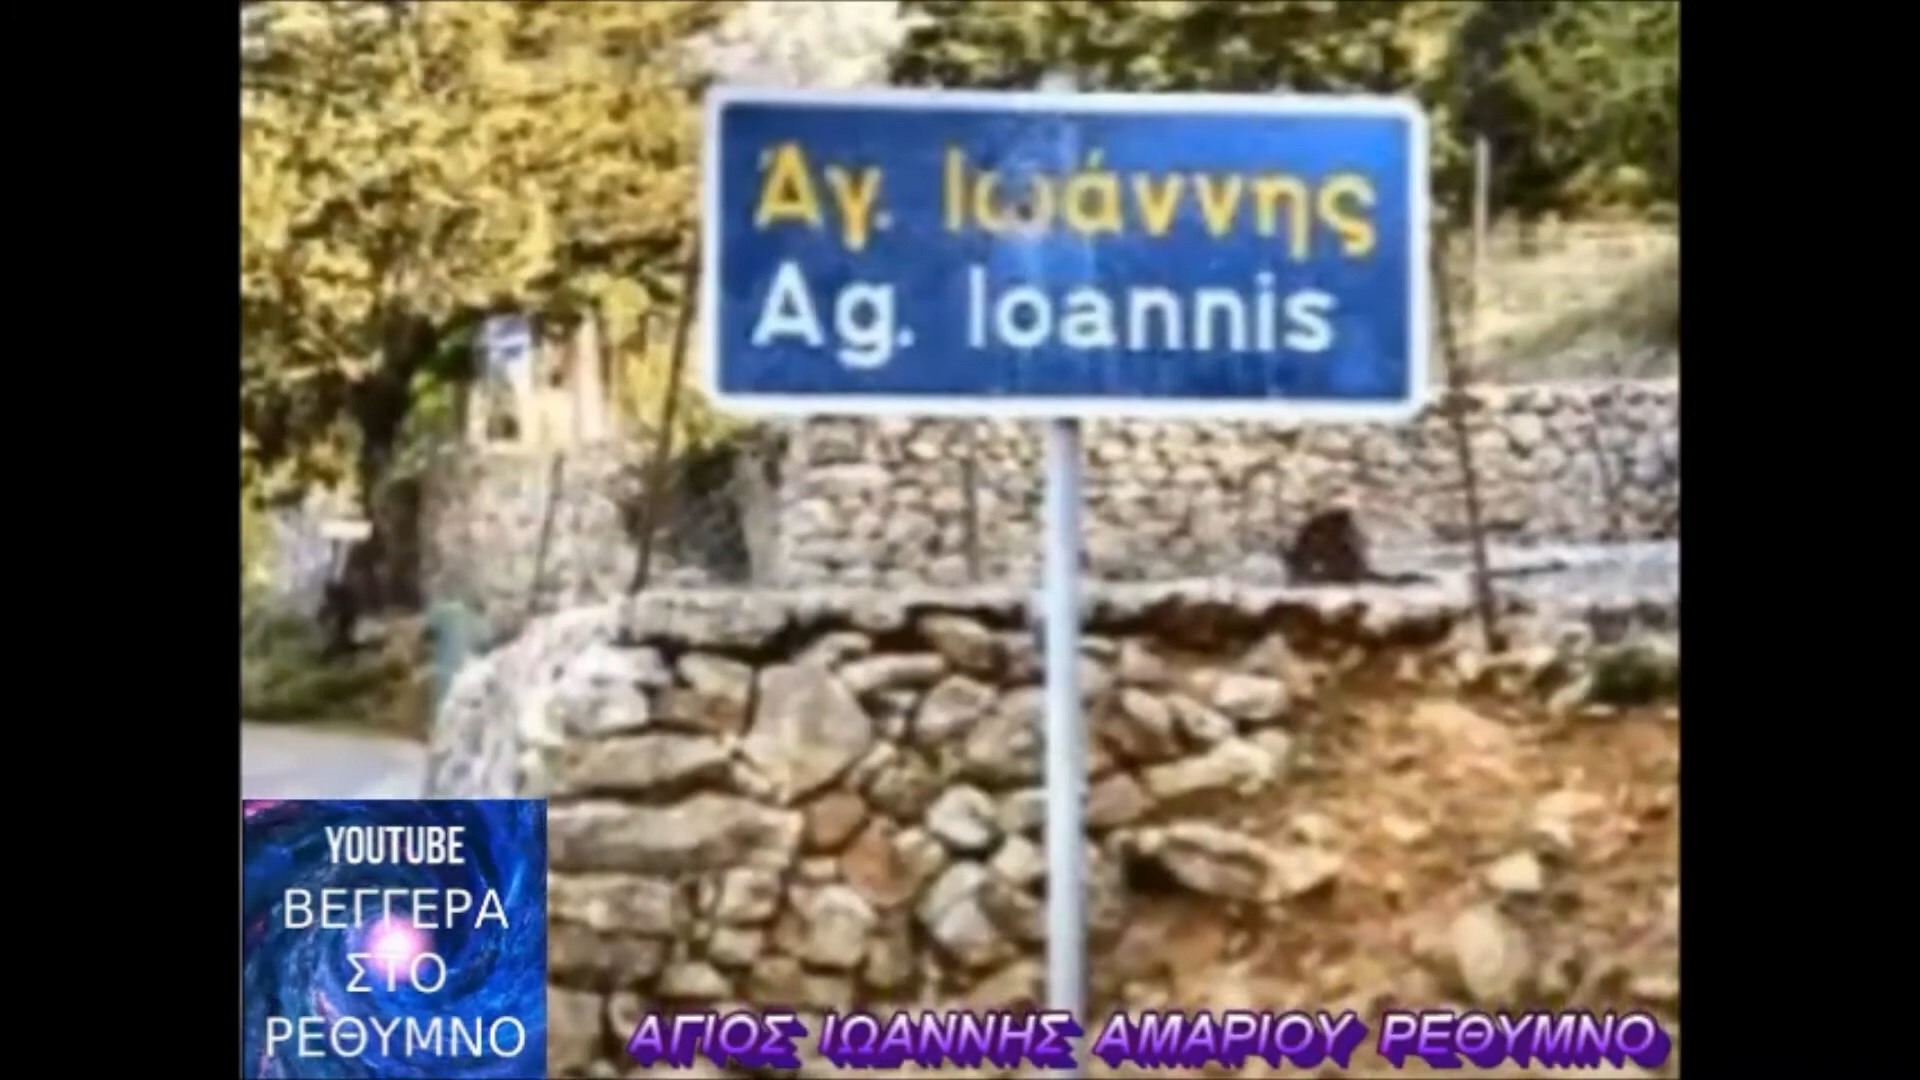 Άγ. Ιωάννης
Ag. Ioannis
YOUTUBE
ΒΕΓΓΕΡΑ
ΣΤΟ
ΡΕΘΥΜΝΟ
ΑΓΙΟΣ ΙΩΑΝΝΗΣ ΑΜΑΡΙΟΥ ΡΕΘΥΜΝΟ